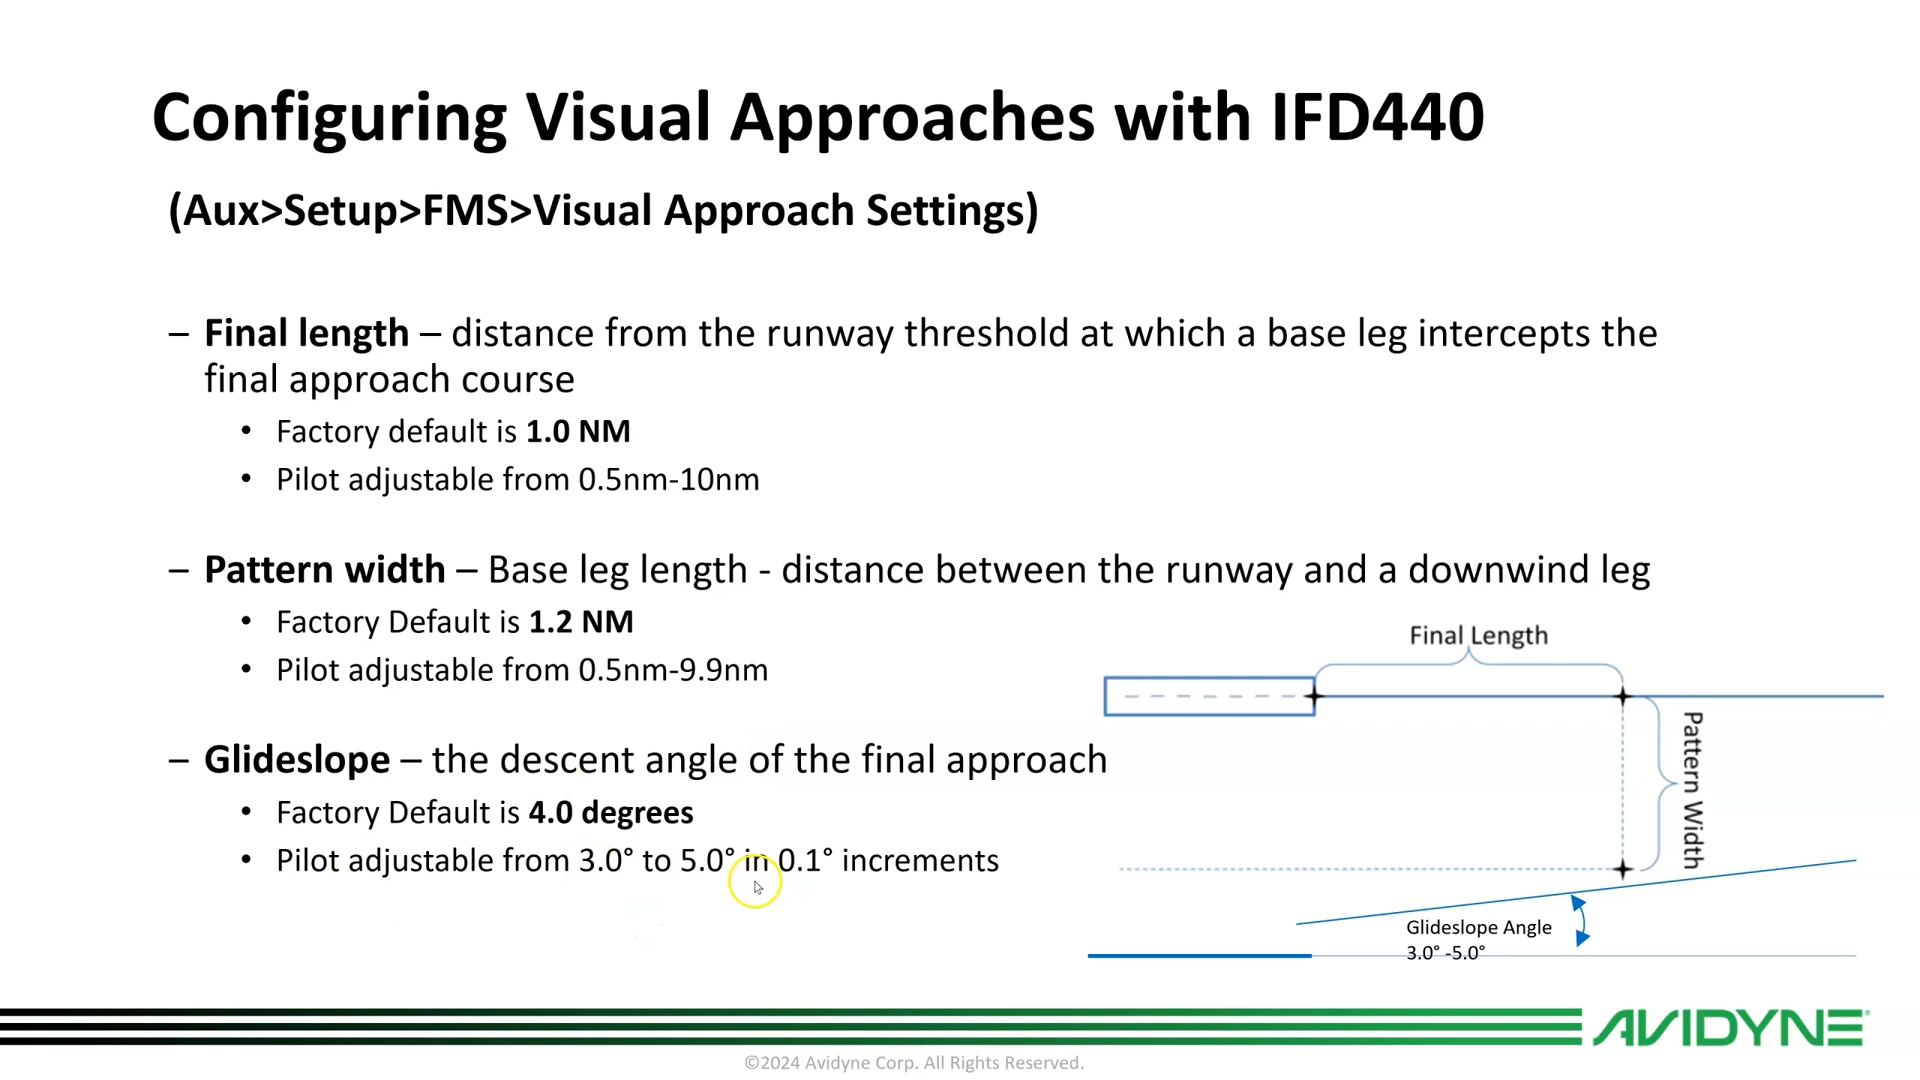 Configuring Visual Approaches with IFD440
(Aux>Setup>FMS>Visual Approach Settings)
– Final length – distance from the runway threshold at which a base leg intercepts the
final approach course
• Factory default is 1.0 NM
• Pilot adjustable from 0.5nm-10nm
– Pattern width – Base leg length - distance between the runway and a downwind leg
• Factory Default is 1.2 NM
• Pilot adjustable from 0.5nm-9.9nm
– Glideslope – the descent angle of the final approach
• Factory Default is 4.0 degrees
• Pilot adjustable from 3.0° to 5.0° in 0.1° increments
Final Length
Pattern Width
Glideslope Angle
3.0° -5.0°
AVIDYNE®
©2024 Avidyne Corp. All Rights Reserved.